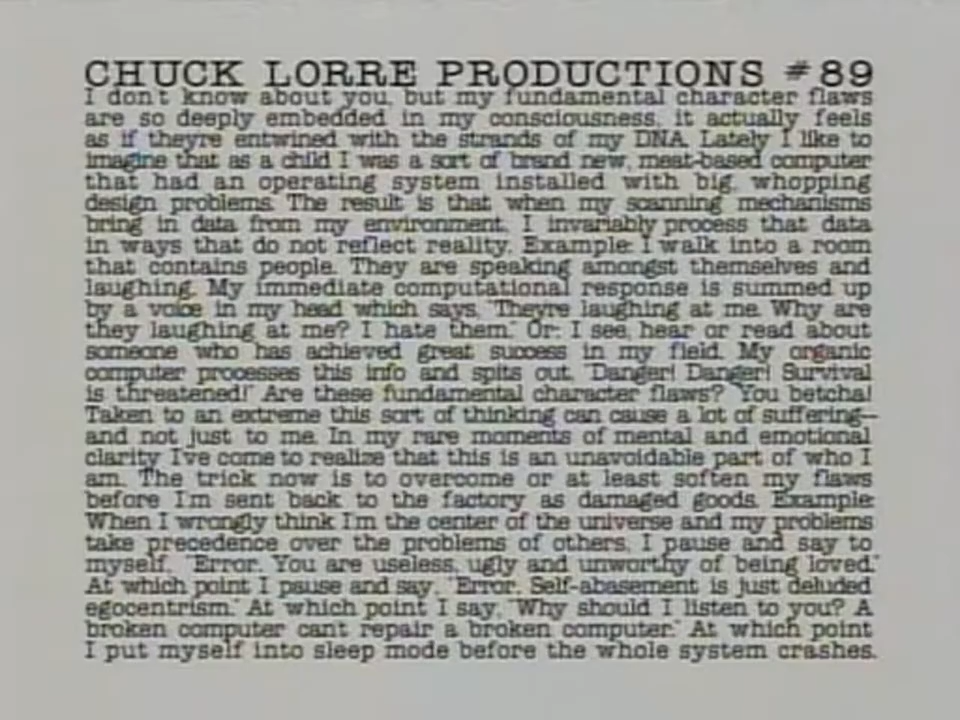 CHUCK LORRE PRODUCTIONS #89
I don't know about you, but my fundamental character flaws
are so deeply embedded in my consciousness, it actually feels
as if they're entwined with the strands of my DNA. Lately I like to
imagine that as a child I was a sort of brand new, meat-based computer
that had an operating system installed with big, whopping
design problems. The result is that when my scanning mechanisms
bring in data from my environment, I invariably process that data
in ways that do not reflect reality. Example: I walk into a room
that contains people. They are speaking amongst themselves and
laughing. My immediate computational response is summed up
by a voice in my head which says, "They're laughing at me. Why are
they laughing at me? I hate them." Or: I see, hear or read about
someone who has achieved great success in my field. My organic
computer processes this info and spits out, "Danger! Danger! Survival
is threatened!" Are these fundamental character flaws? You betcha!
Taken to an extreme this sort of thinking can cause a lot of suffering—
and not just to me. In my rare moments of mental and emotional
clarity, I've come to realize that this is an unavoidable part of who I
am. The trick now is to overcome or at least soften my flaws
before I'm sent back to the factory as damaged goods. Example:
When I wrongly think I'm the center of the universe and my problems
take precedence over the problems of others, I pause and say to
myself, "Error. You are useless, ugly and unworthy of being loved."
At which point I pause and say, "Error. Self-abasement is just deluded
egocentrism." At which point I say, "Why should I listen to you? A
broken computer can't repair a broken computer." At which point
I put myself into sleep mode before the whole system crashes.